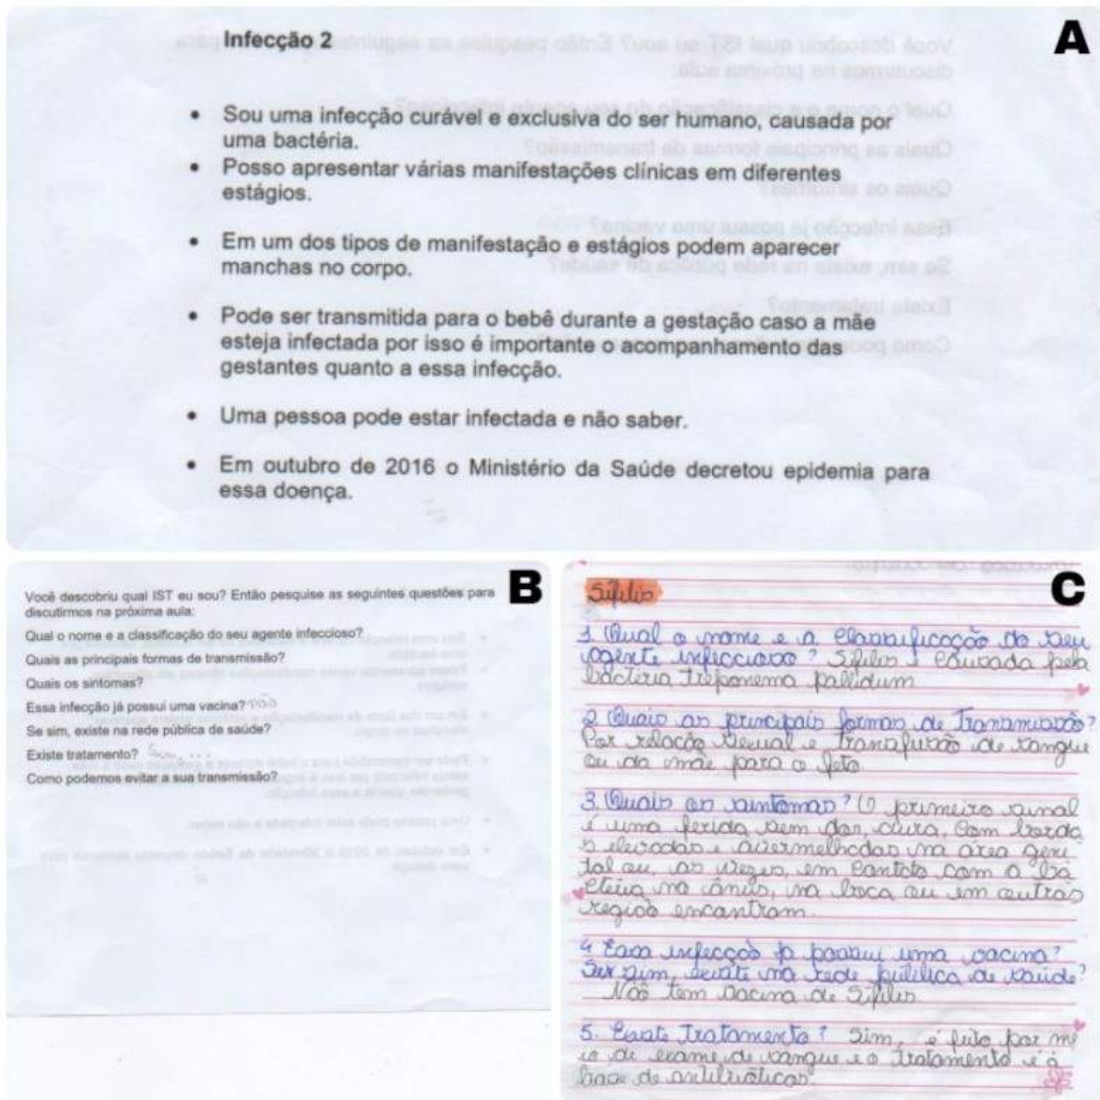 A
Infecção 2
• Sou uma infecção curável e exclusiva do ser humano, causada por
uma bactéria.
• Posso apresentar várias manifestações clínicas em diferentes
estágios.
• Em um dos tipos de manifestação e estágios podem aparecer
manchas no corpo.
• Pode ser transmitida para o bebê durante a gestação caso a mãe
esteja infectada por isso é importante o acompanhamento das
gestantes quanto a essa infecção.
• Uma pessoa pode estar infectada e não saber.
• Em outubro de 2016 o Ministério da Saúde decretou epidemia para
essa doença.
B
Você descobriu qual IST eu sou? Então pesquise as seguintes questões para
discutirmos na próxima aula:
Qual o nome e a classificação do seu agente infeccioso?
Quais as principais formas de transmissão?
Quais os sintomas?
Essa infecção já possui uma vacina? não
Se sim, existe na rede pública de saúde?
Existe tratamento? Sim
Como podemos evitar a sua transmissão?
C
Sífilis
1. Qual o nome e a classificação do seu
agente infeccioso? Sífilis é causada pela
bactéria treponema pallidum
2 Quais as principais formas de Transmissão?
Por relação sexual e transfusão de sangue
ou da mãe para o feto.
3. Quais os sintomas? O primeiro sinal
é uma ferida sem dor, dura, com borda
s elevadas e avermelhadas na área geni
tal ou, as vezes, em contato com a ba
ctéria no ânus, na boca ou em outras
região encontram.
4 Essa infecção já possui uma vacina?
Se sim, existe na rede pública de saúde?
Não tem vacina de Sífilis
5. Existe Tratamento? Sim, é feito por me
io de exame de sangue e o tratamento é à
base de antibióticos.